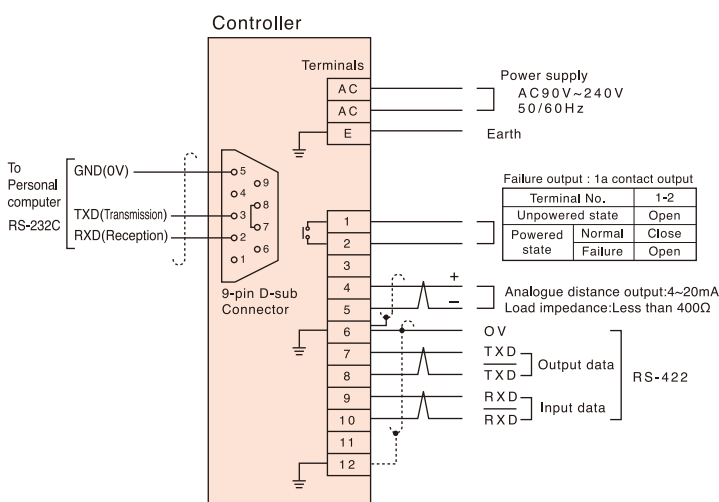 Controller
Terminals
AC
AC
E
Power supply
AC90V~240V
50/60Hz
Earth
To
Personal
computer
RS-232C
GND(0V)
TXD(Transmission)
RXD(Reception)
5
9
4
8
3
7
2
6
1
9-pin D-sub
Connector
1
2
3
4
5
6
7
8
9
10
11
12
Failure output : 1a contact output
Terminal No. 1-2
Unpowered state Open
Powered state Normal Close
Failure Open
+
−
Analogue distance output:4~20mA
Load impedance:Less than 400Ω
OV
TXD
TXD
Output data
RXD
RXD
Input data
RS-422